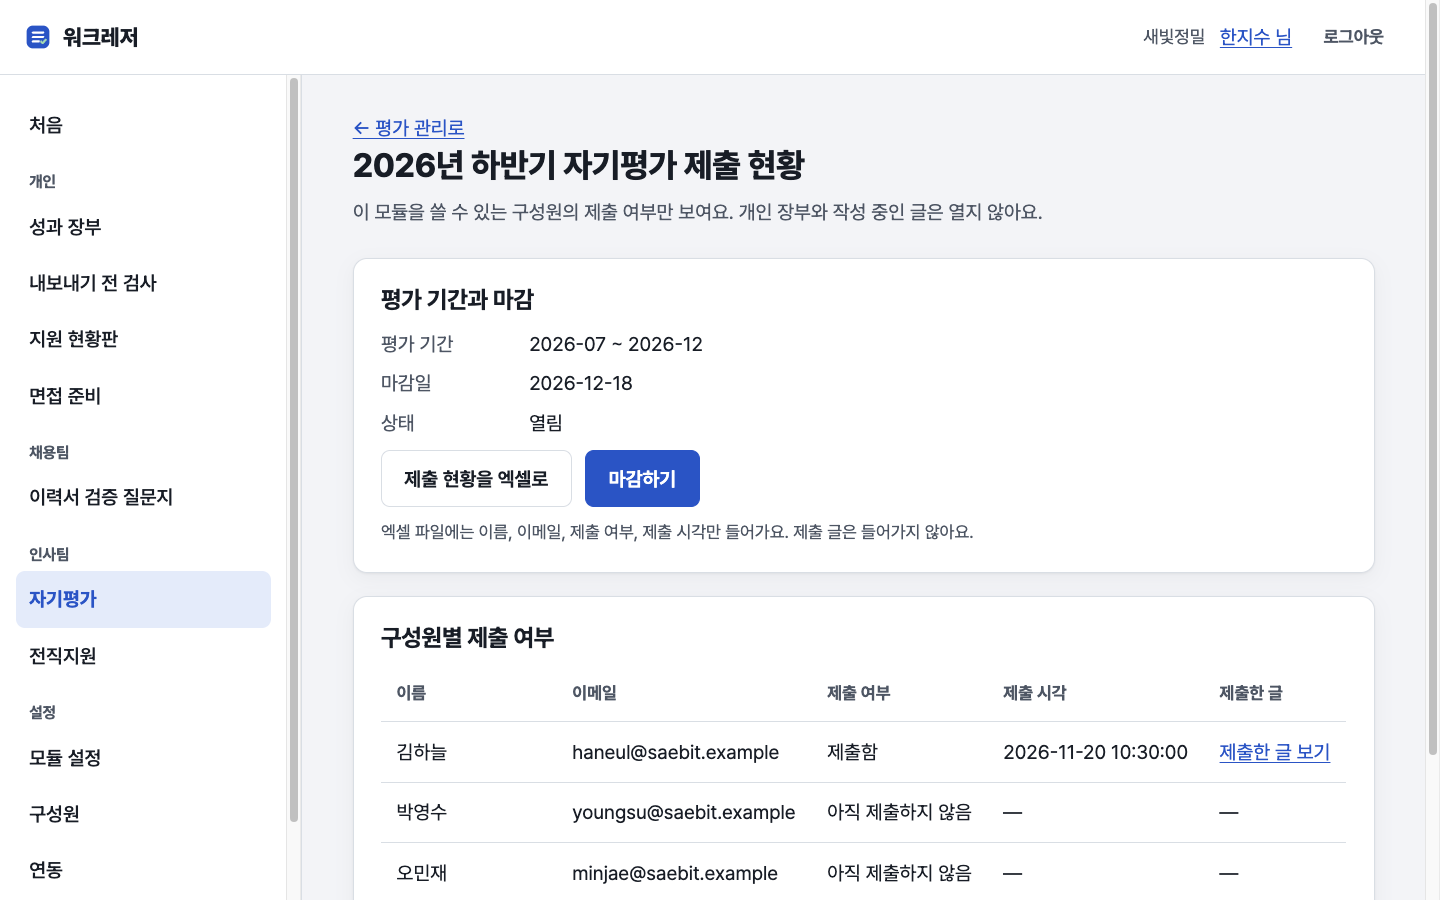 워크레저
새빛정밀 한지수 님 로그아웃
처음
개인
성과 장부
내보내기 전 검사
지원 현황판
면접 준비
채용팀
이력서 검증 질문지
인사팀
자기평가
전직지원
설정
모듈 설정
구성원
연동
← 평가 관리로
2026년 하반기 자기평가 제출 현황
이 모듈을 쓸 수 있는 구성원의 제출 여부만 보여요. 개인 장부와 작성 중인 글은 열지 않아요.
평가 기간과 마감
평가 기간 2026-07 ~ 2026-12
마감일 2026-12-18
상태 열림
제출 현황을 엑셀로 마감하기
엑셀 파일에는 이름, 이메일, 제출 여부, 제출 시각만 들어가요. 제출 글은 들어가지 않아요.
구성원별 제출 여부
이름 이메일 제출 여부 제출 시각 제출한 글
김하늘 haneul@saebit.example 제출함 2026-11-20 10:30:00 제출한 글 보기
박영수 youngsu@saebit.example 아직 제출하지 않음 — —
오민재 minjae@saebit.example 아직 제출하지 않음 — —